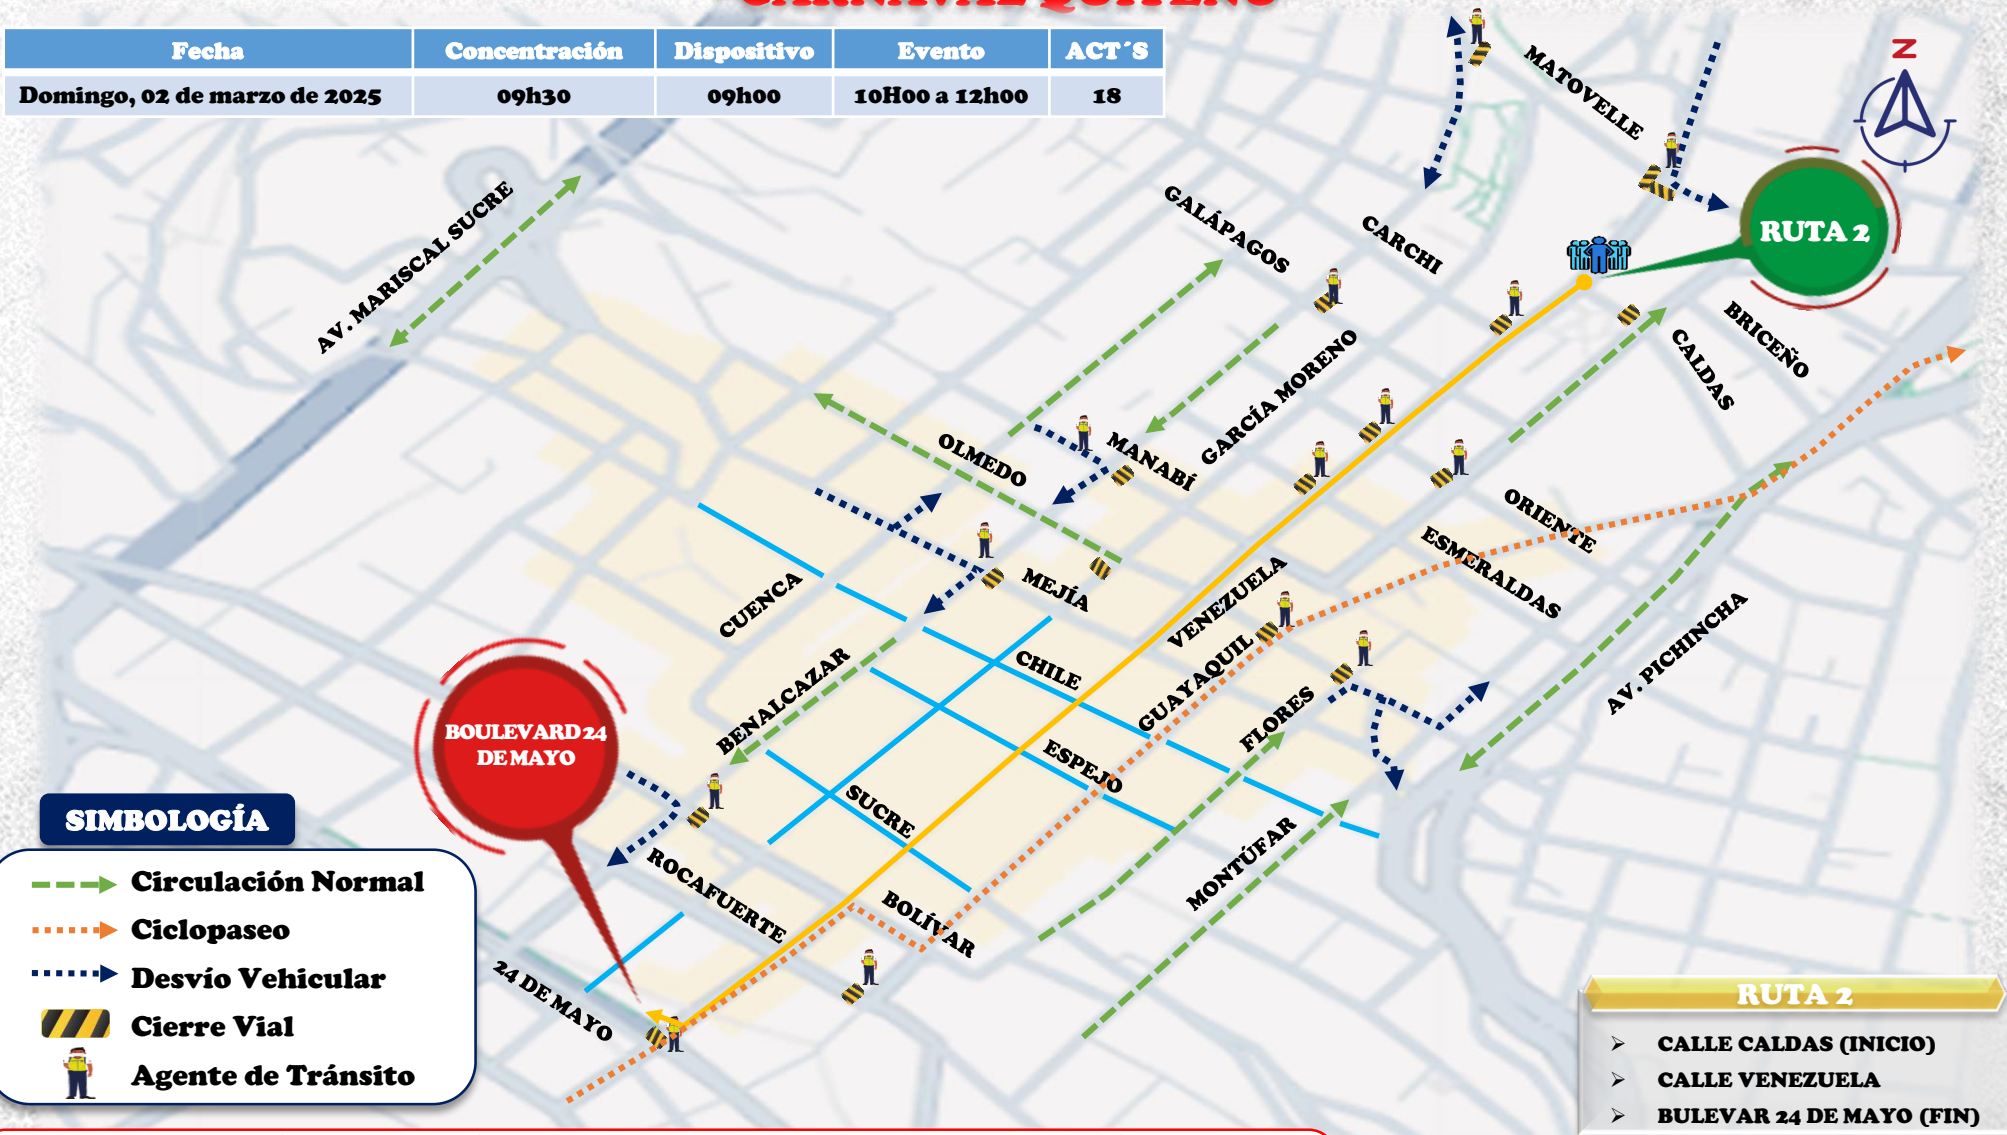 CARNAVAL QUITEÑO
Fecha Concentración Dispositivo Evento ACT´S
Domingo, 02 de marzo de 2025 09h30 09h00 10H00 a 12h00 18
N
MATOVELLE
RUTA 2
AV. MARISCAL SUCRE
GALÁPAGOS
CARCHI
BRICEÑO
CALDAS
GARCÍA MORENO
MANABÍ
OLMEDO
ORIENTE
ESMERALDAS
MEJÍA
CUENCA
VENEZUELA
AV. PICHINCHA
GUAYAQUIL
CHILE
BENALCAZAR
FLORES
BOULEVARD 24
DE MAYO
ESPEJO
SUCRE
MONTÚFAR
ROCAFUERTE
BOLÍVAR
24 DE MAYO
SIMBOLOGÍA
Circulación Normal
Ciclopaseo
Desvío Vehicular
Cierre Vial
Agente de Tránsito
RUTA 2
➢ CALLE CALDAS (INICIO)
➢ CALLE VENEZUELA
➢ BULEVAR 24 DE MAYO (FIN)